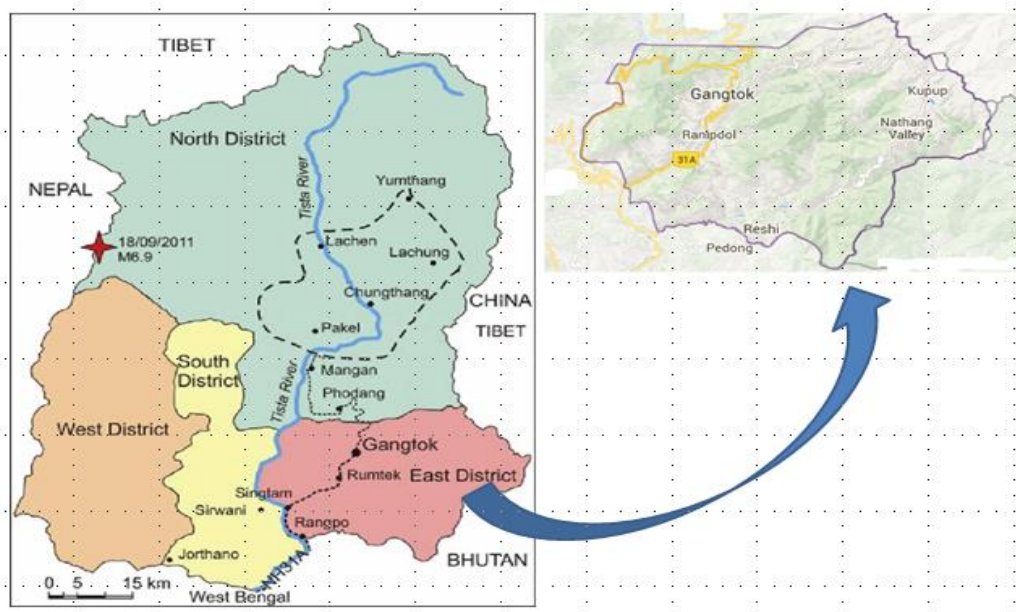 TIBET
North District
Tista River
Yumthang
NEPAL
18/09/2011
M6.9
Lachen
Lachung
Chungthang
CHINA
TIBET
Pakel
South
District
Mangan
Tista River
Phodang
West District
Gangtok
Rumtek
East District
Singtam
Sirwani
Rangpo
Jorthano
NH31A
BHUTAN
0 5 15 km
West Bengal
Gangtok
Kupup
Nathang
Valley
Ranipdol
31A
Reshi
Pedong